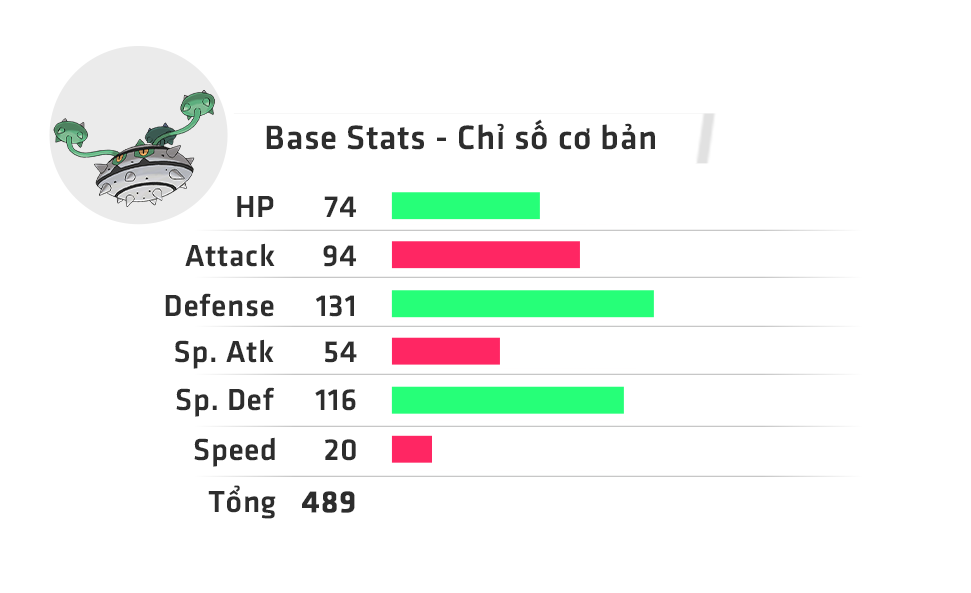 Base Stats - Chỉ số cơ bản
HP 74
Attack 94
Defense 131
Sp. Atk 54
Sp. Def 116
Speed 20
Tổng 489